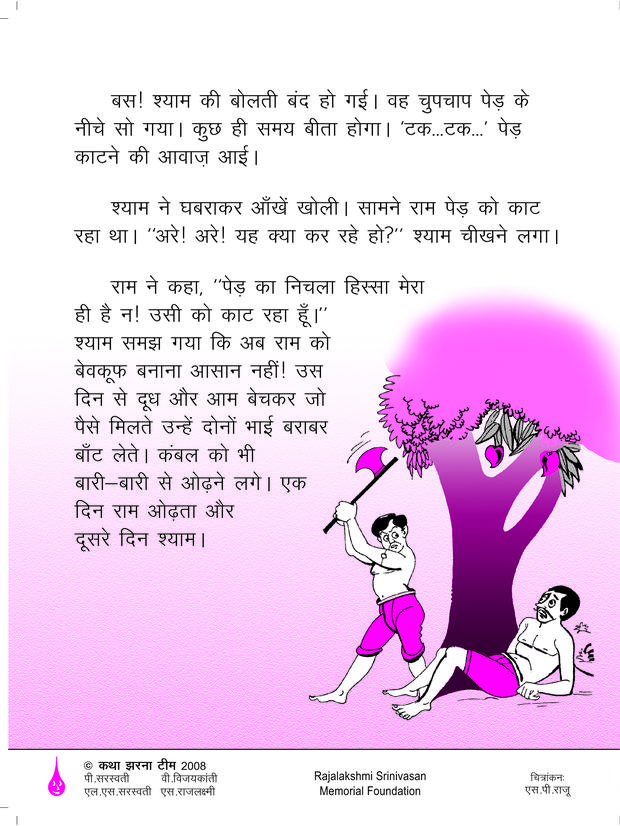 बस! श्याम की बोलती बंद हो गई। वह चुपचाप पेड़ के
नीचे सो गया। कुछ ही समय बीता होगा। 'टक...टक...' पेड़
काटने की आवाज़ आई।
श्याम ने घबराकर आँखें खोली। सामने राम पेड़ को काट
रहा था। "अरे! अरे! यह क्या कर रहे हो?" श्याम चीखने लगा।
राम ने कहा, "पेड़ का निचला हिस्सा मेरा
ही है न! उसी को काट रहा हूँ।"
श्याम समझ गया कि अब राम को
बेवकूफ बनाना आसान नहीं! उस
दिन से दूध और आम बेचकर जो
पैसे मिलते उन्हें दोनों भाई बराबर
बाँट लेते। कंबल को भी
बारी–बारी से ओढ़ने लगे। एक
दिन राम ओढ़ता और
दूसरे दिन श्याम।
© कथा झरना टीम 2008
पी.सरस्वती वी.विजयकांती
एल.एस.सरस्वती एस.राजलक्ष्मी
Rajalakshmi Srinivasan
Memorial Foundation
चित्रांकनः
एस.पी.राजू